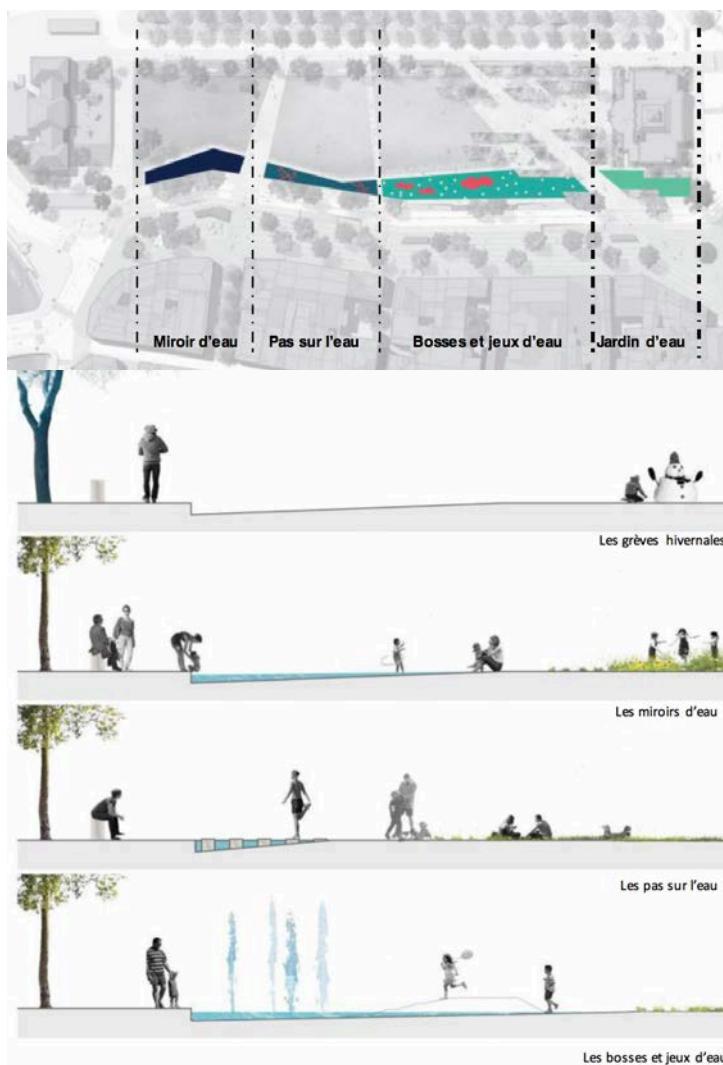 Miroir d'eau Pas sur l'eau Bosses et jeux d'eau Jardin d'eau
Les grèves hivernales
Les miroirs d'eau
Les pas sur l'eau
Les bosses et jeux d'eau